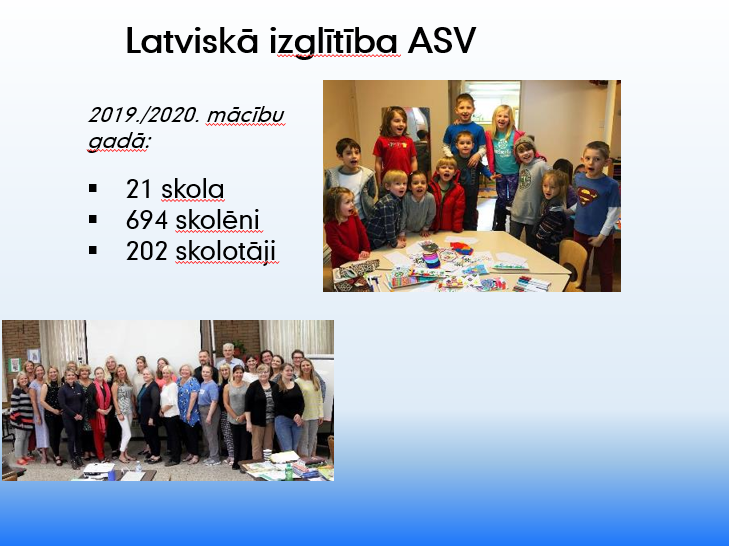 Latviskā izglītība ASV
2019./2020. mācību
gadā:
▪ 21 skola
▪ 694 skolēni
▪ 202 skolotāji